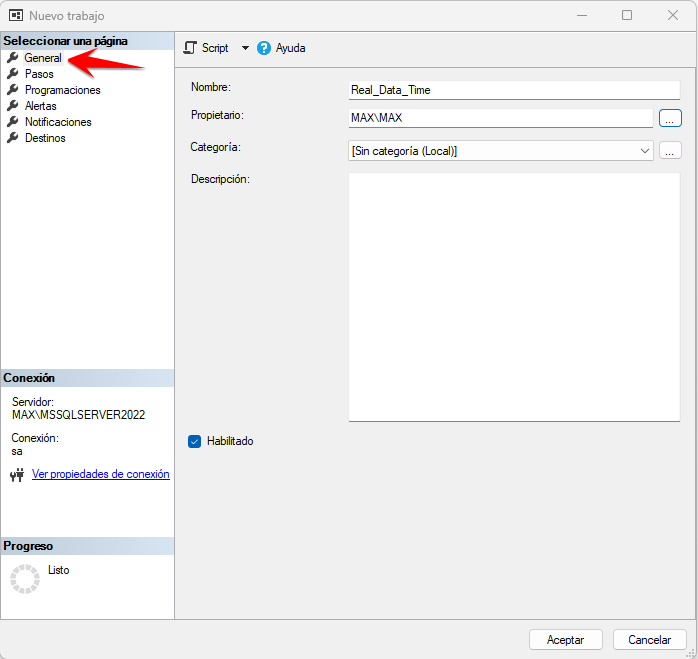 Nuevo trabajo
Seleccionar una página
General
Pasos
Programaciones
Alertas
Notificaciones
Destinos
Conexión
Servidor:
MAX\MSSQLSERVER2022
Conexión:
sa
Ver propiedades de conexión
Progreso
Listo
Script
Ayuda
Nombre:
Real_Data_Time
Propietario:
MAX\MAX
...
Categoría:
[Sin categoría (Local)]
...
Descripción:
Habilitado
Aceptar
Cancelar